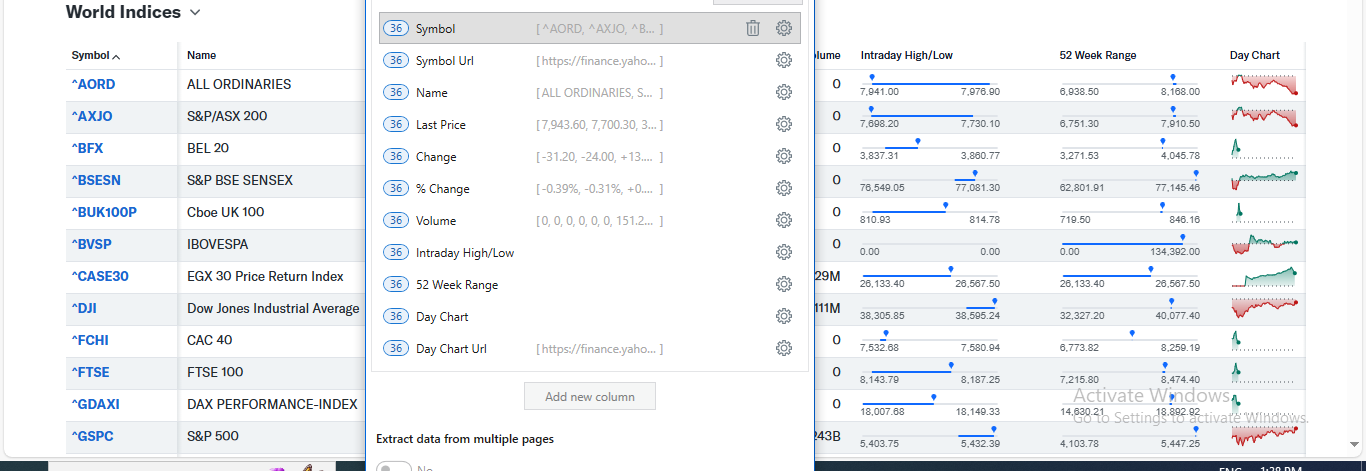 World Indices
Symbol Name
^AORD ALL ORDINARIES
^AXJO S&P/ASX 200
^BFX BEL 20
^BSESN S&P BSE SENSEX
^BUK100P Cboe UK 100
^BVSP IBOVESPA
^CASE30 EGX 30 Price Return Index
^DJI Dow Jones Industrial Average
^FCHI CAC 40
^FTSE FTSE 100
^GDAXI DAX PERFORMANCE-INDEX
^GSPC S&P 500
36 Symbol [ ^AORD, ^AXJO, ^B... ]
36 Symbol Url [ https://finance.yaho... ]
36 Name [ ALL ORDINARIES, S... ]
36 Last Price [ 7,943.60, 7,700.30, 3... ]
36 Change [ -31.20, -24.00, +13.... ]
36 % Change [ -0.39%, -0.31%, +0.... ]
36 Volume [ 0, 0, 0, 0, 0, 0, 151.2... ]
36 Intraday High/Low
36 52 Week Range
36 Day Chart
36 Day Chart Url [ https://finance.yaho... ]
Add new column
Extract data from multiple pages
No
lume Intraday High/Low 52 Week Range Day Chart
0 7,941.00 7,976.90 6,938.50 8,168.00
0 7,698.20 7,730.10 6,751.30 7,910.50
0 3,837.31 3,860.77 3,271.53 4,045.78
0 76,549.05 77,081.30 62,801.91 77,145.46
0 810.93 814.78 719.50 846.16
0 0.00 0.00 0.00 134,392.00
29M 26,133.40 26,567.50 26,133.40 26,567.50
111M 38,305.85 38,595.24 32,327.20 40,077.40
0 7,532.68 7,580.94 6,773.82 8,259.19
0 8,143.79 8,187.25 7,215.80 8,474.40
0 18,007.68 18,149.33 14,630.21 18,892.92
243B 5,403.75 5,432.39 4,103.78 5,447.25
Activate Windows
Go to Settings to activate Windows.
ENG 1:38 PM